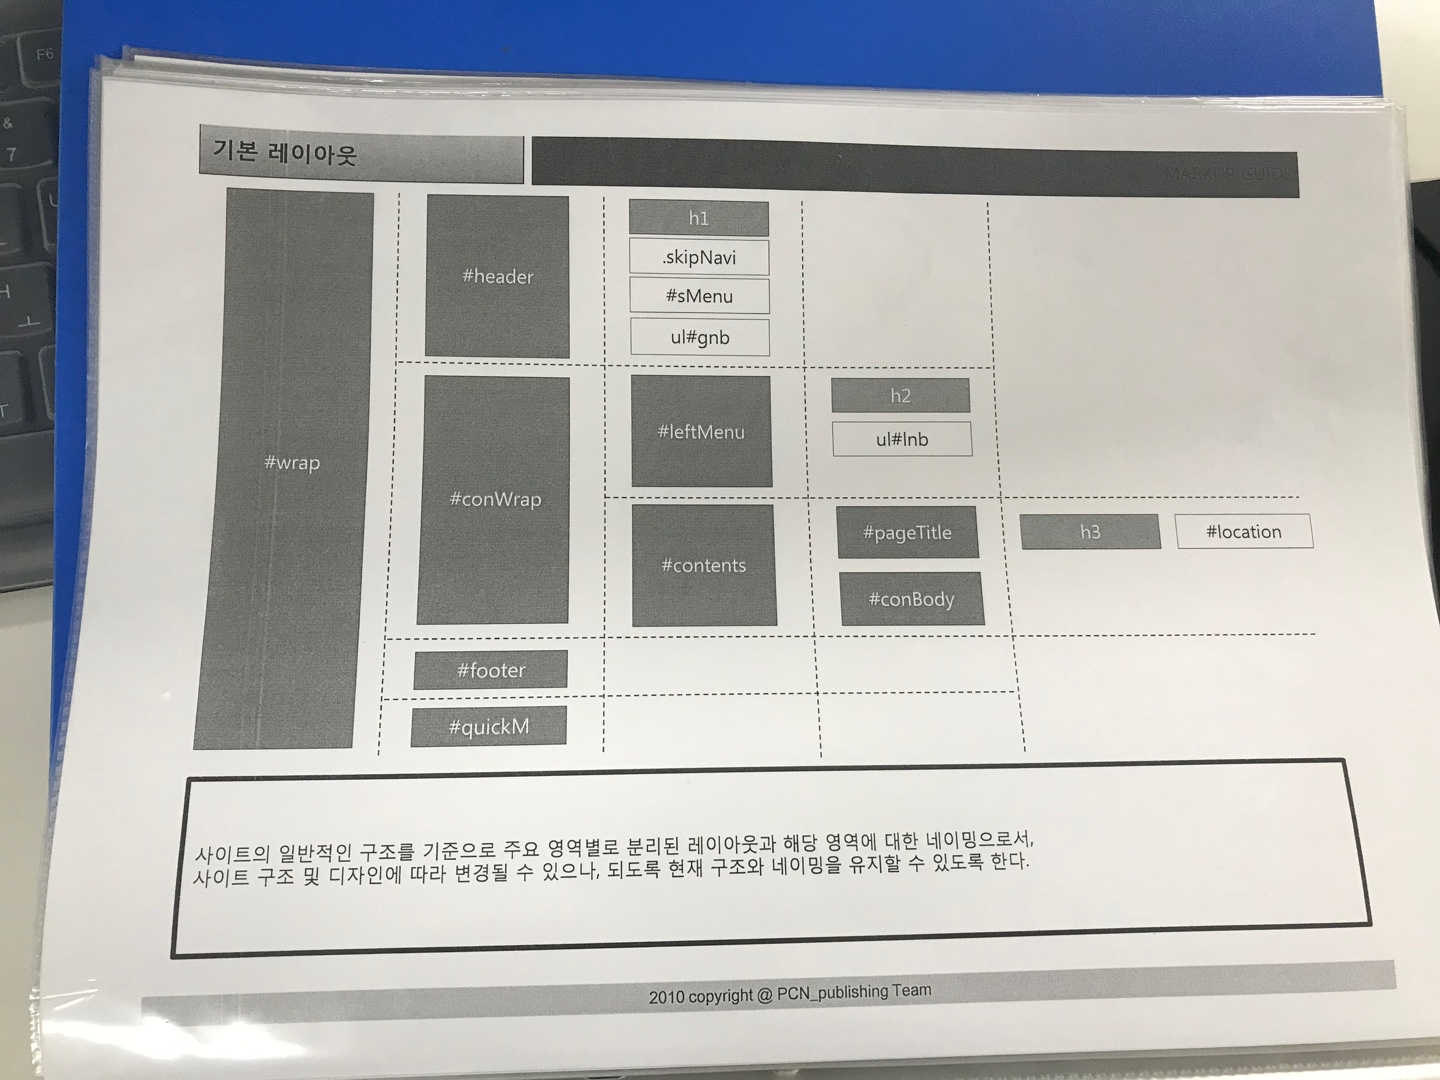 F6
&
7
H
ㅗ
T
기본 레이아웃
MARKUP GUIDE
#wrap
#header
h1
.skipNavi
#sMenu
ul#gnb
#conWrap
#leftMenu
h2
ul#lnb
#contents
#pageTitle
h3
#location
#conBody
#footer
#quickM
사이트의 일반적인 구조를 기준으로 주요 영역별로 분리된 레이아웃과 해당 영역에 대한 네이밍으로서,
사이트 구조 및 디자인에 따라 변경될 수 있으나, 되도록 현재 구조와 네이밍을 유지할 수 있도록 한다.
2010 copyright @ PCN_publishing Team